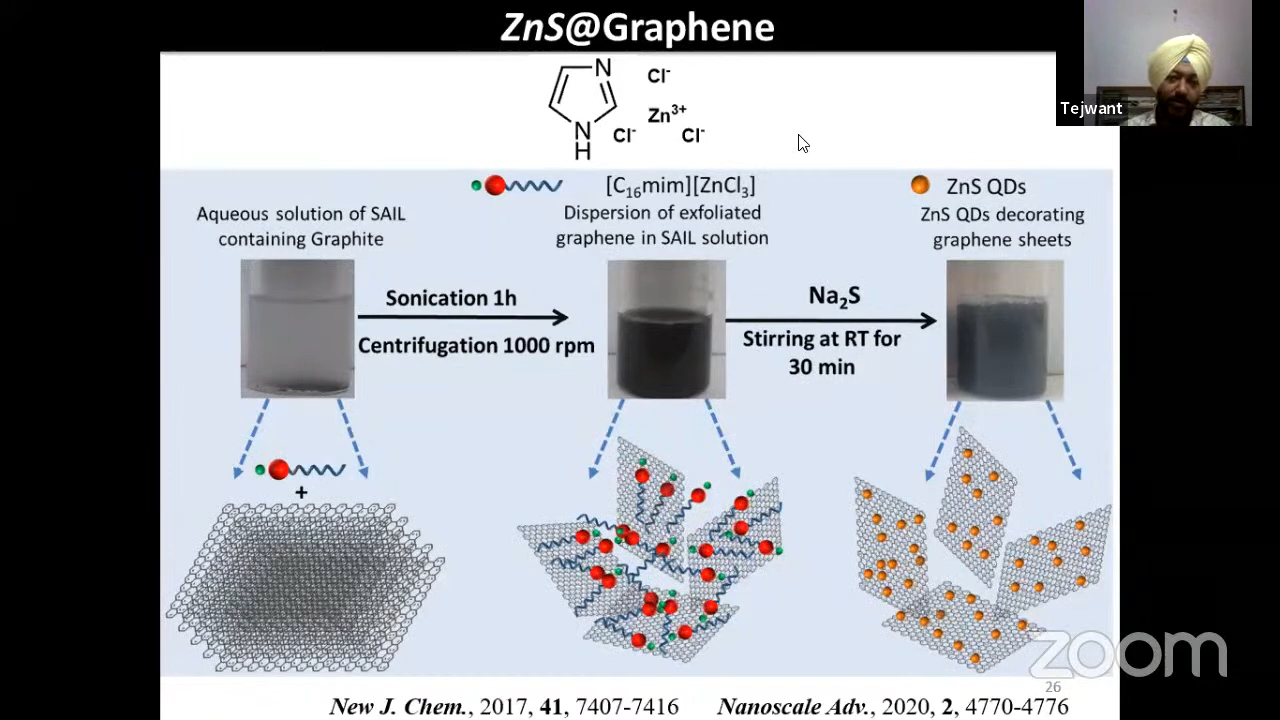 ZnS@Graphene
N
N
H
Cl⁻
Zn³⁺
Cl⁻ Cl⁻
Tejwant
[C₁₆mim][ZnCl₃]
ZnS QDs
Aqueous solution of SAIL
containing Graphite
Dispersion of exfoliated
graphene in SAIL solution
ZnS QDs decorating
graphene sheets
Sonication 1h
Centrifugation 1000 rpm
Na₂S
Stirring at RT for
30 min
+
zoom
26
New J. Chem., 2017, 41, 7407-7416 Nanoscale Adv., 2020, 2, 4770-4776